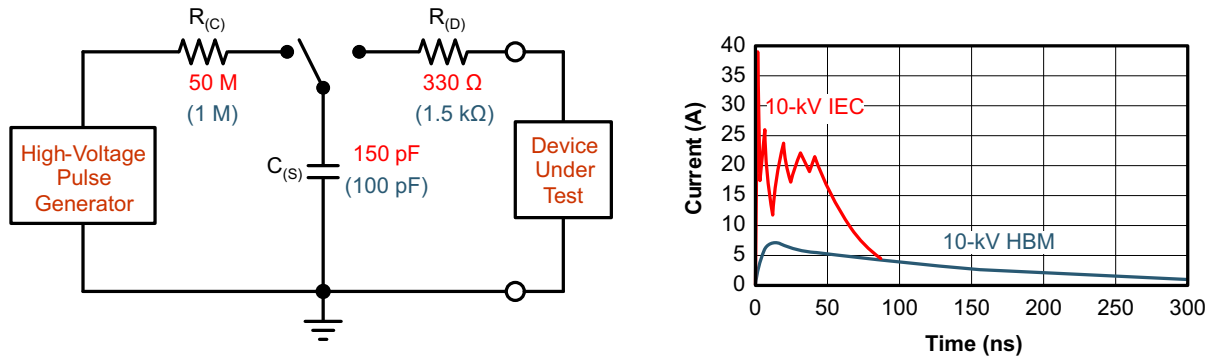 R(C)
50 M
(1 M)
R(D)
330 Ω
(1.5 kΩ)
High-Voltage
Pulse
Generator
C(S)
150 pF
(100 pF)
Device
Under
Test
Current (A)
40
35
30
25
20
15
10
5
0
10-kV IEC
10-kV HBM
0
50
100
150
200
250
300
Time (ns)